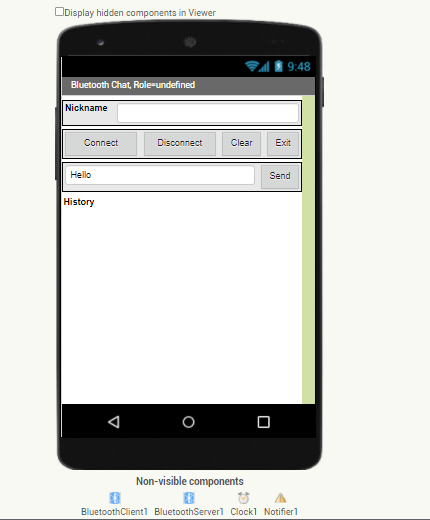 Display hidden components in Viewer
9:48
Bluetooth Chat, Role=undefined
Nickname
Connect Disconnect Clear Exit
Hello Send
History
Non-visible components
BluetoothClient1 BluetoothServer1 Clock1 Notifier1